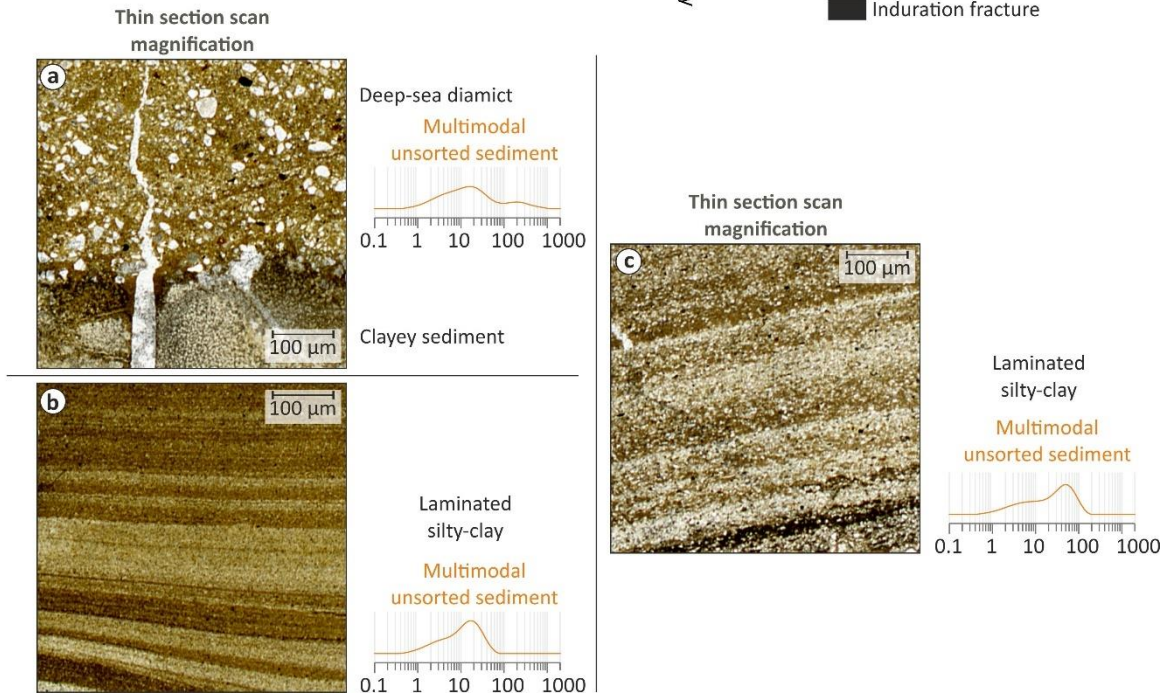 Induration fracture
Thin section scan
magnification
a
Deep-sea diamict
Multimodal
unsorted sediment
0.1 1 10 100 1000
100 µm
Clayey sediment
b
100 µm
Laminated
silty-clay
Multimodal
unsorted sediment
0.1 1 10 100 1000
Thin section scan
magnification
c
100 µm
Laminated
silty-clay
Multimodal
unsorted sediment
0.1 1 10 100 1000